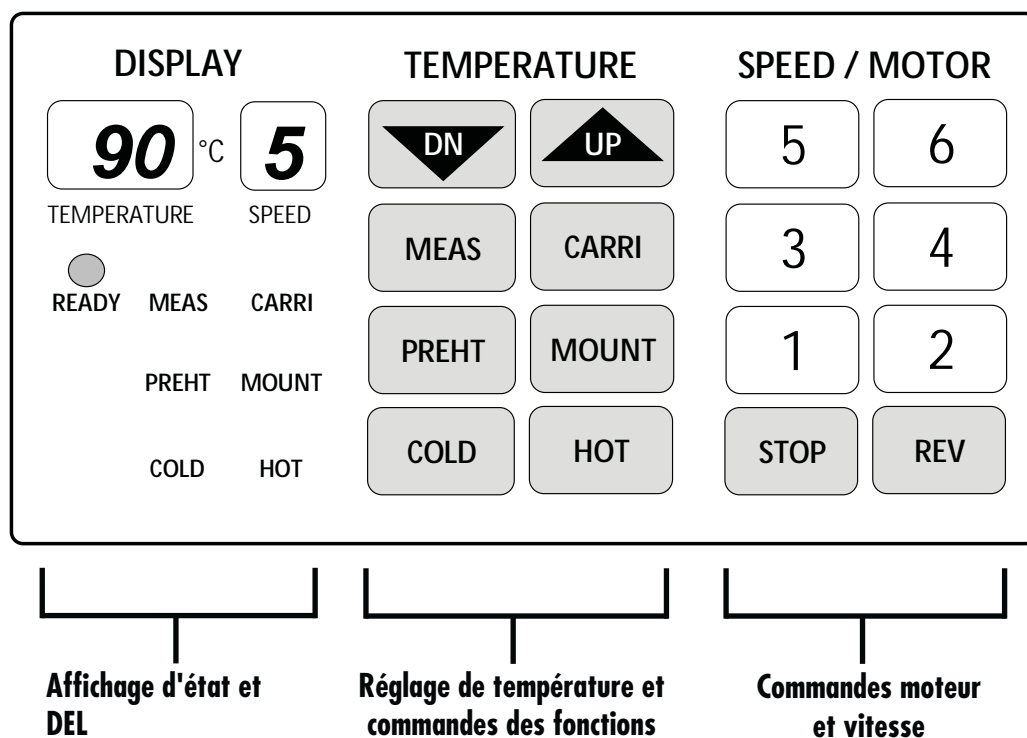 DISPLAY
90 °C 5
TEMPERATURE SPEED
READY MEAS CARRI
PREHT MOUNT
COLD HOT
TEMPERATURE
DN UP
MEAS CARRI
PREHT MOUNT
COLD HOT
SPEED / MOTOR
5 6
3 4
1 2
STOP REV
Affichage d'état et
DEL
Réglage de température et
commandes des fonctions
Commandes moteur
et vitesse